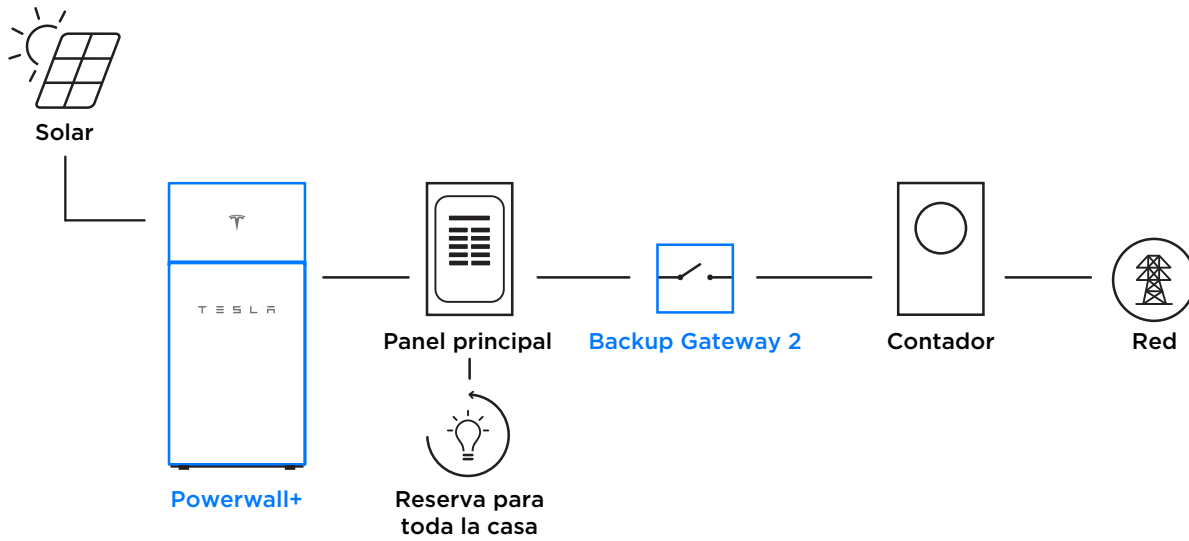 Solar
TESLA
Panel principal
Backup Gateway 2
Contador
Red
Powerwall+
Reserva para
toda la casa